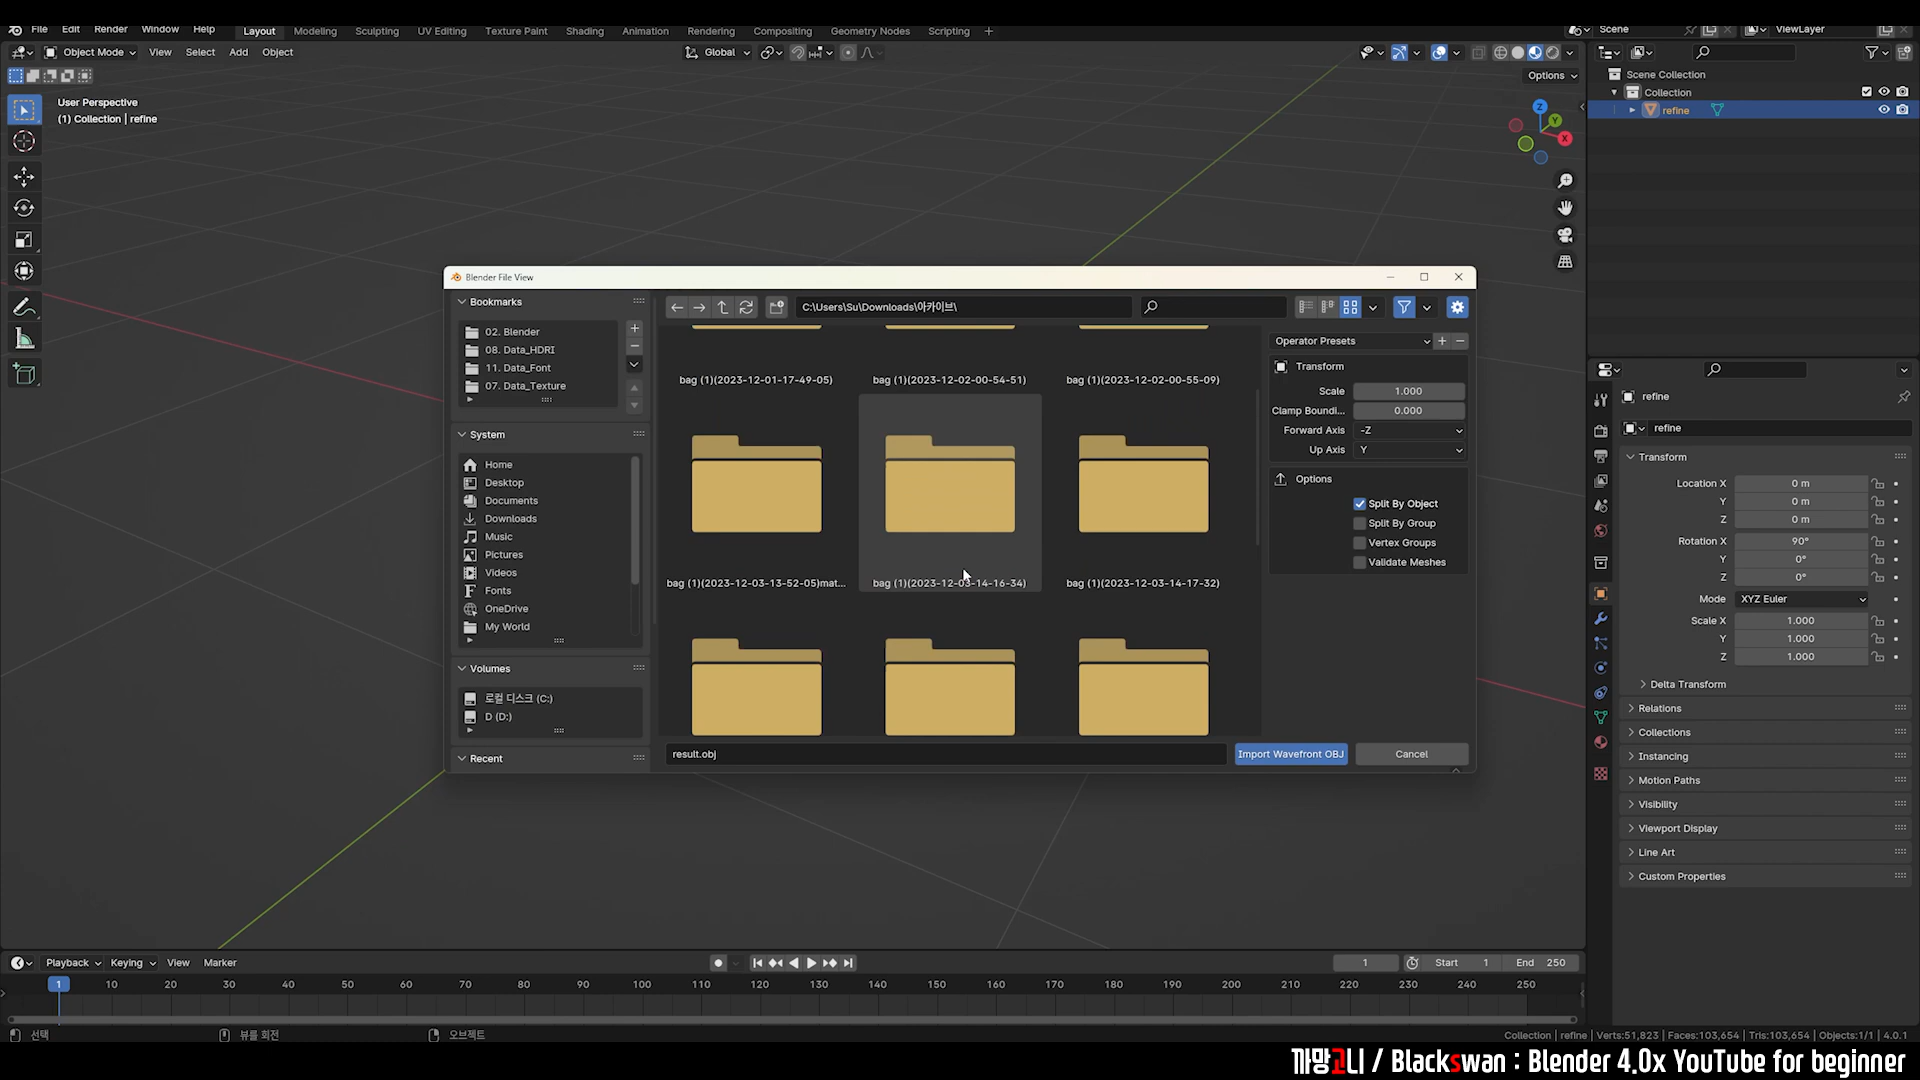 File Edit Render Window Help Layout Modeling Sculpting UV Editing Texture Paint Shading Animation Rendering Compositing Geometry Nodes Scripting + Scene ViewLayer
Object Mode View Select Add Object Global
Options
User Perspective
(1) Collection | refine
Z
Y
X
Scene Collection
Collection
refine
Blender File View
Bookmarks
02. Blender
08. Data_HDRI
11. Data_Font
07. Data_Texture
System
Home
Desktop
Documents
Downloads
Music
Pictures
Videos
Fonts
OneDrive
My World
Volumes
로컬 디스크 (C:)
D (D:)
Recent
C:\Users\Su\Downloads\아카이브\
bag (1)(2023-12-01-17-49-05) bag (1)(2023-12-02-00-54-51) bag (1)(2023-12-02-00-55-09)
bag (1)(2023-12-03-13-52-05)mat... bag (1)(2023-12-03-14-16-34) bag (1)(2023-12-03-14-17-32)
result.obj Import Wavefront OBJ Cancel
Operator Presets
Transform
Scale 1.000
Clamp Boundi... 0.000
Forward Axis -Z
Up Axis Y
Options
Split By Object
Split By Group
Vertex Groups
Validate Meshes
refine
refine
Transform
Location X 0 m
Y 0 m
Z 0 m
Rotation X 90°
Y 0°
Z 0°
Mode XYZ Euler
Scale X 1.000
Y 1.000
Z 1.000
Delta Transform
Relations
Collections
Instancing
Motion Paths
Visibility
Viewport Display
Line Art
Custom Properties
Playback Keying View Marker 1 Start 1 End 250
1 10 20 30 40 50 60 70 80 90 100 110 120 130 140 150 160 170 180 190 200 210 220 230 240 250
선택 뷰를 회전 오브젝트 Collection | refine | Verts:51,823 | Faces:103,654 | Tris:103,654 | Objects:1/1 | 4.0.1
까망고니 / Blackswan : Blender 4.0x YouTube for beginner